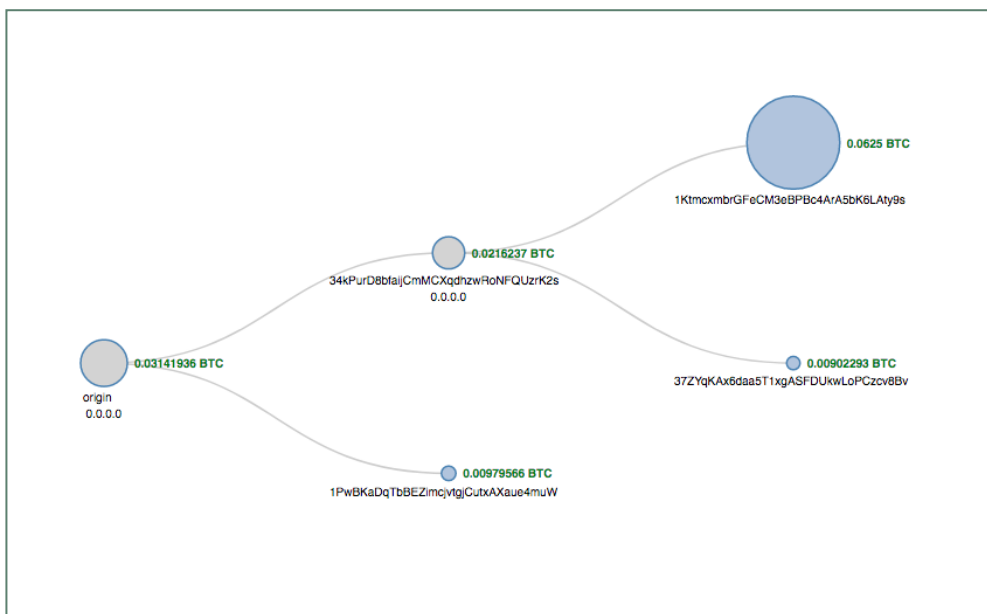 0.0625 BTC
1KtmcxmbrGFeCM3eBPBc4ArA5bK6LAty9s
0.0216237 BTC
34kPurD8bfaijCmMCXqdhzwRoNFQUzrK2s
0.0.0.0
0.03141936 BTC
origin
0.0.0.0
0.00902293 BTC
37ZYqKAx6daa5T1xgASFDUkwLoPCzcv8Bv
0.00979566 BTC
1PwBKaDqTbBEZimcjvtgjCutxAXaue4muW